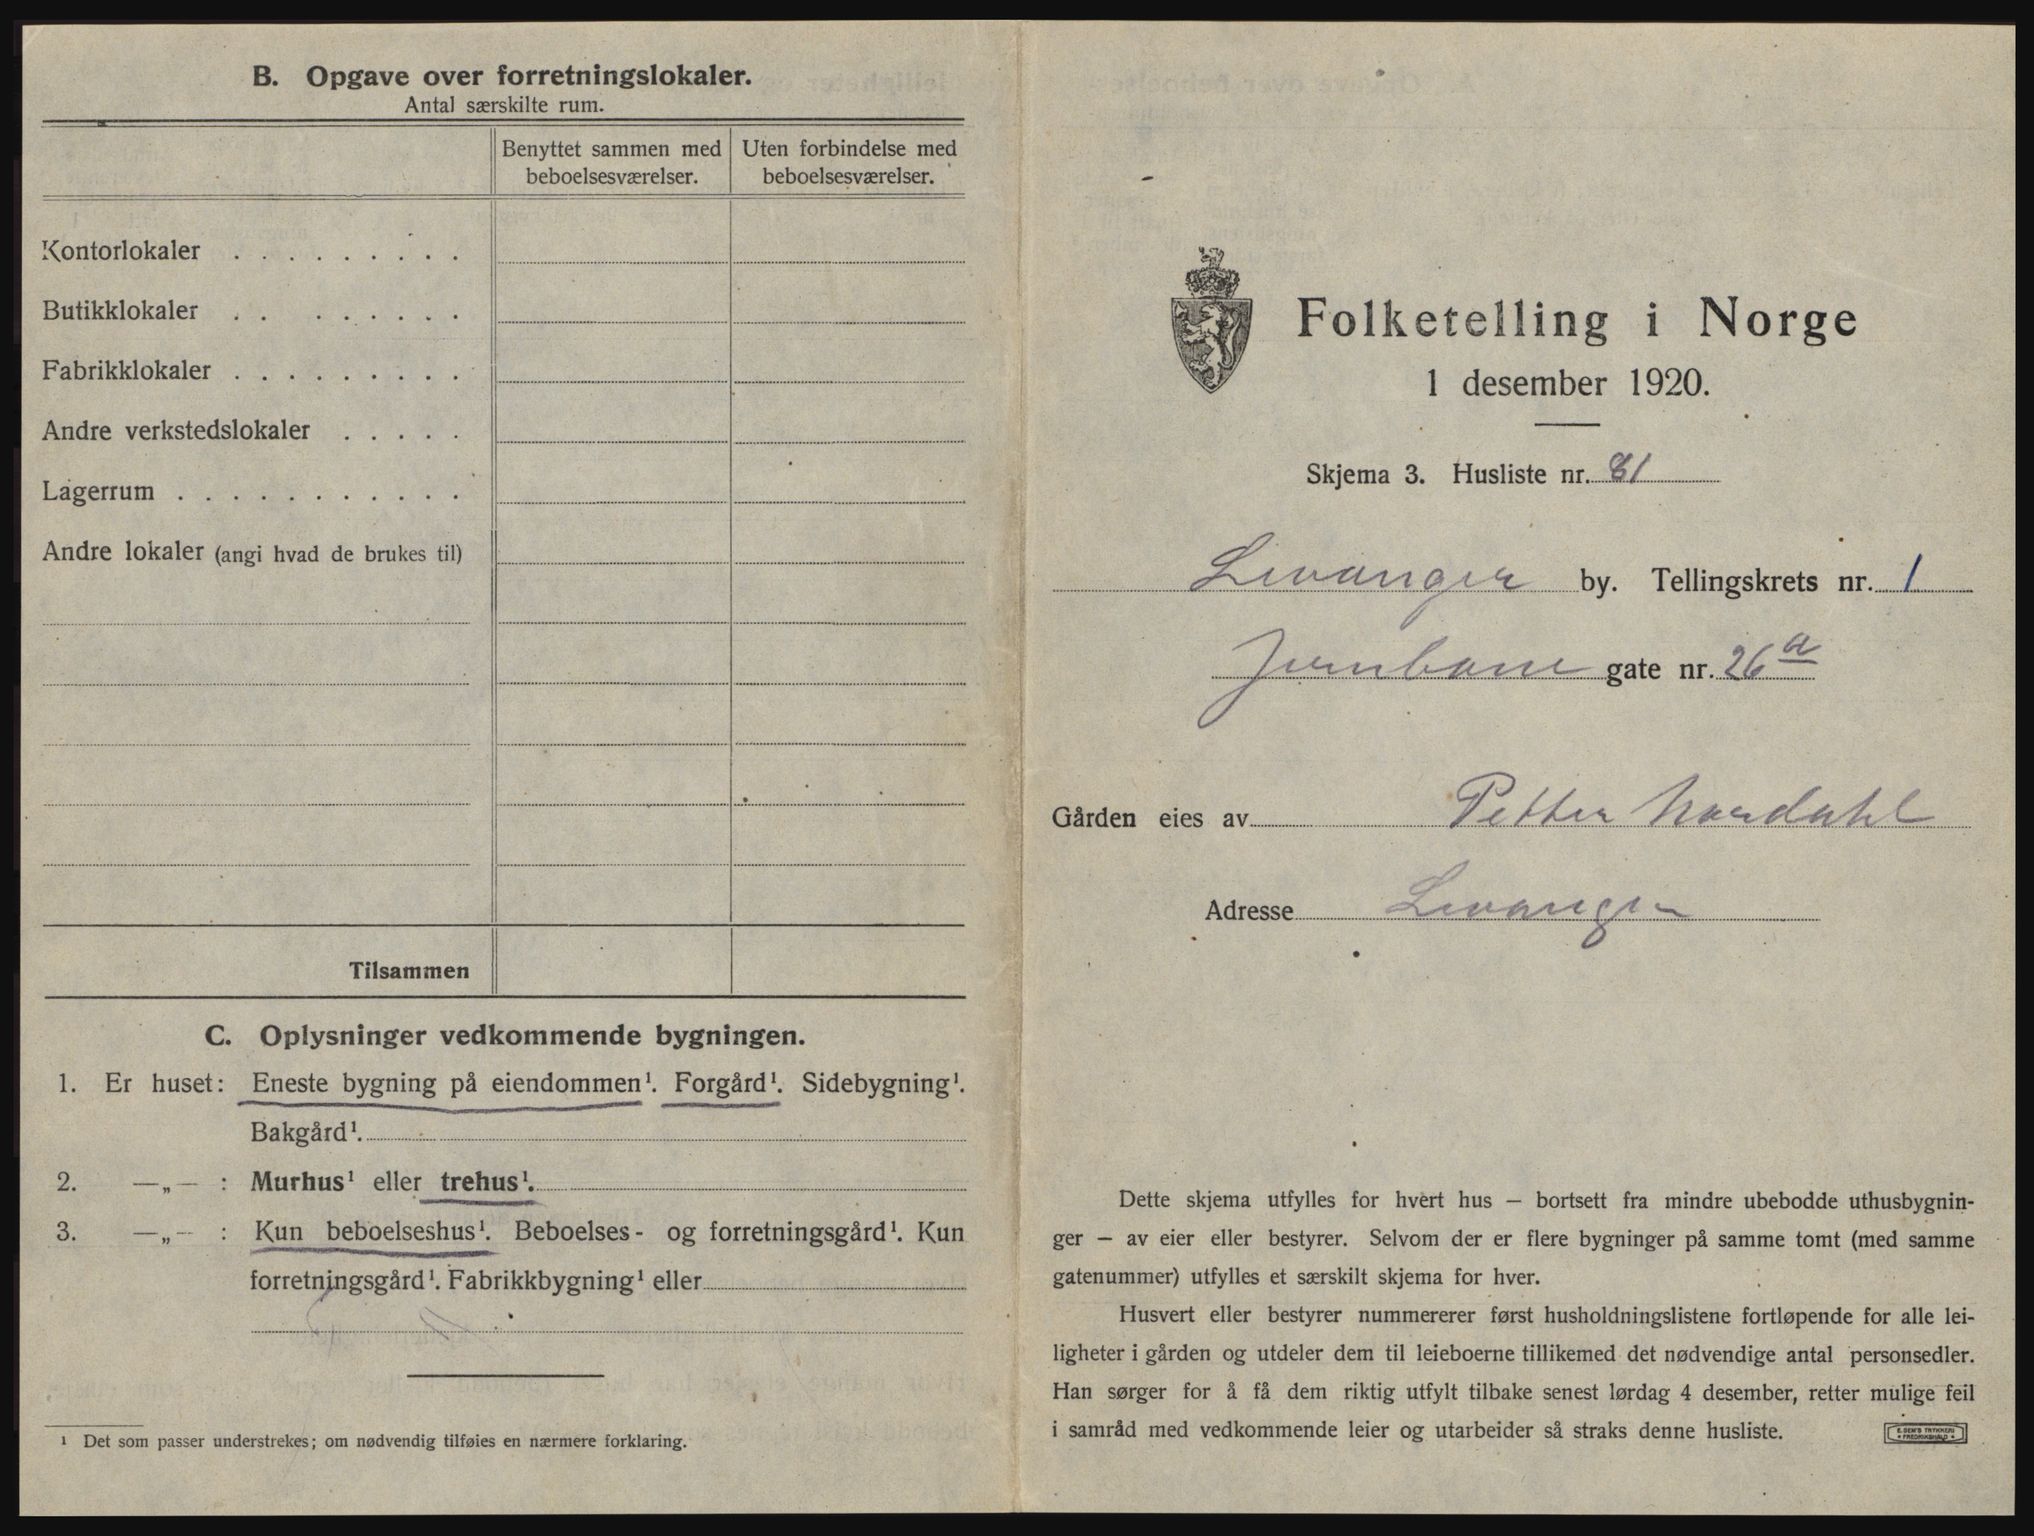 B. Opgave over forretningslokaler.
Antal særskilte rum.
Benyttet sammen med beboelsesværelser.
Uten forbindelse med beboelsesværelser.
Kontorlokaler . . . . . . . . .
Butikklokaler . . . . . . . .
Fabrikklokaler . . . . . . . . .
Andre verkstedslokaler . . . . .
Lagerrum . . . . . . . . . . .
Andre lokaler (angi hvad de brukes til)
Tilsammen
C. Oplysninger vedkommende bygningen.
1. Er huset: Eneste bygning på eiendommen¹. Forgård¹. Sidebygning¹.
Bakgård¹.
2. —„— : Murhus¹ eller trehus¹.
3. —„— : Kun beboelseshus¹. Beboelses- og forretningsgård¹. Kun
forretningsgård¹. Fabrikkbygning¹ eller
¹ Det som passer understrekes; om nødvendig tilføies en nærmere forklaring.
Folketelling i Norge
1 desember 1920.
Skjema 3. Husliste nr. 81
Levanger by. Tellingskrets nr. 1
Jernbane gate nr. 26 a
Gården eies av Petter Nordahl
Adresse Levanger
Dette skjema utfylles for hvert hus — bortsett fra mindre ubebodde uthusbygnin-
ger — av eier eller bestyrer. Selvom der er flere bygninger på samme tomt (med samme
gatenummer) utfylles et særskilt skjema for hver.
Husvert eller bestyrer nummererer først husholdningslistene fortløpende for alle lei-
ligheter i gården og utdeler dem til leieboerne tillikemed det nødvendige antal personsedler.
Han sørger for å få dem riktig utfylt tilbake senest lørdag 4 desember, retter mulige feil
i samråd med vedkommende leier og utarbeider så straks denne husliste.
E. SEM'S TRYKKERI
FREDRIKSHALD